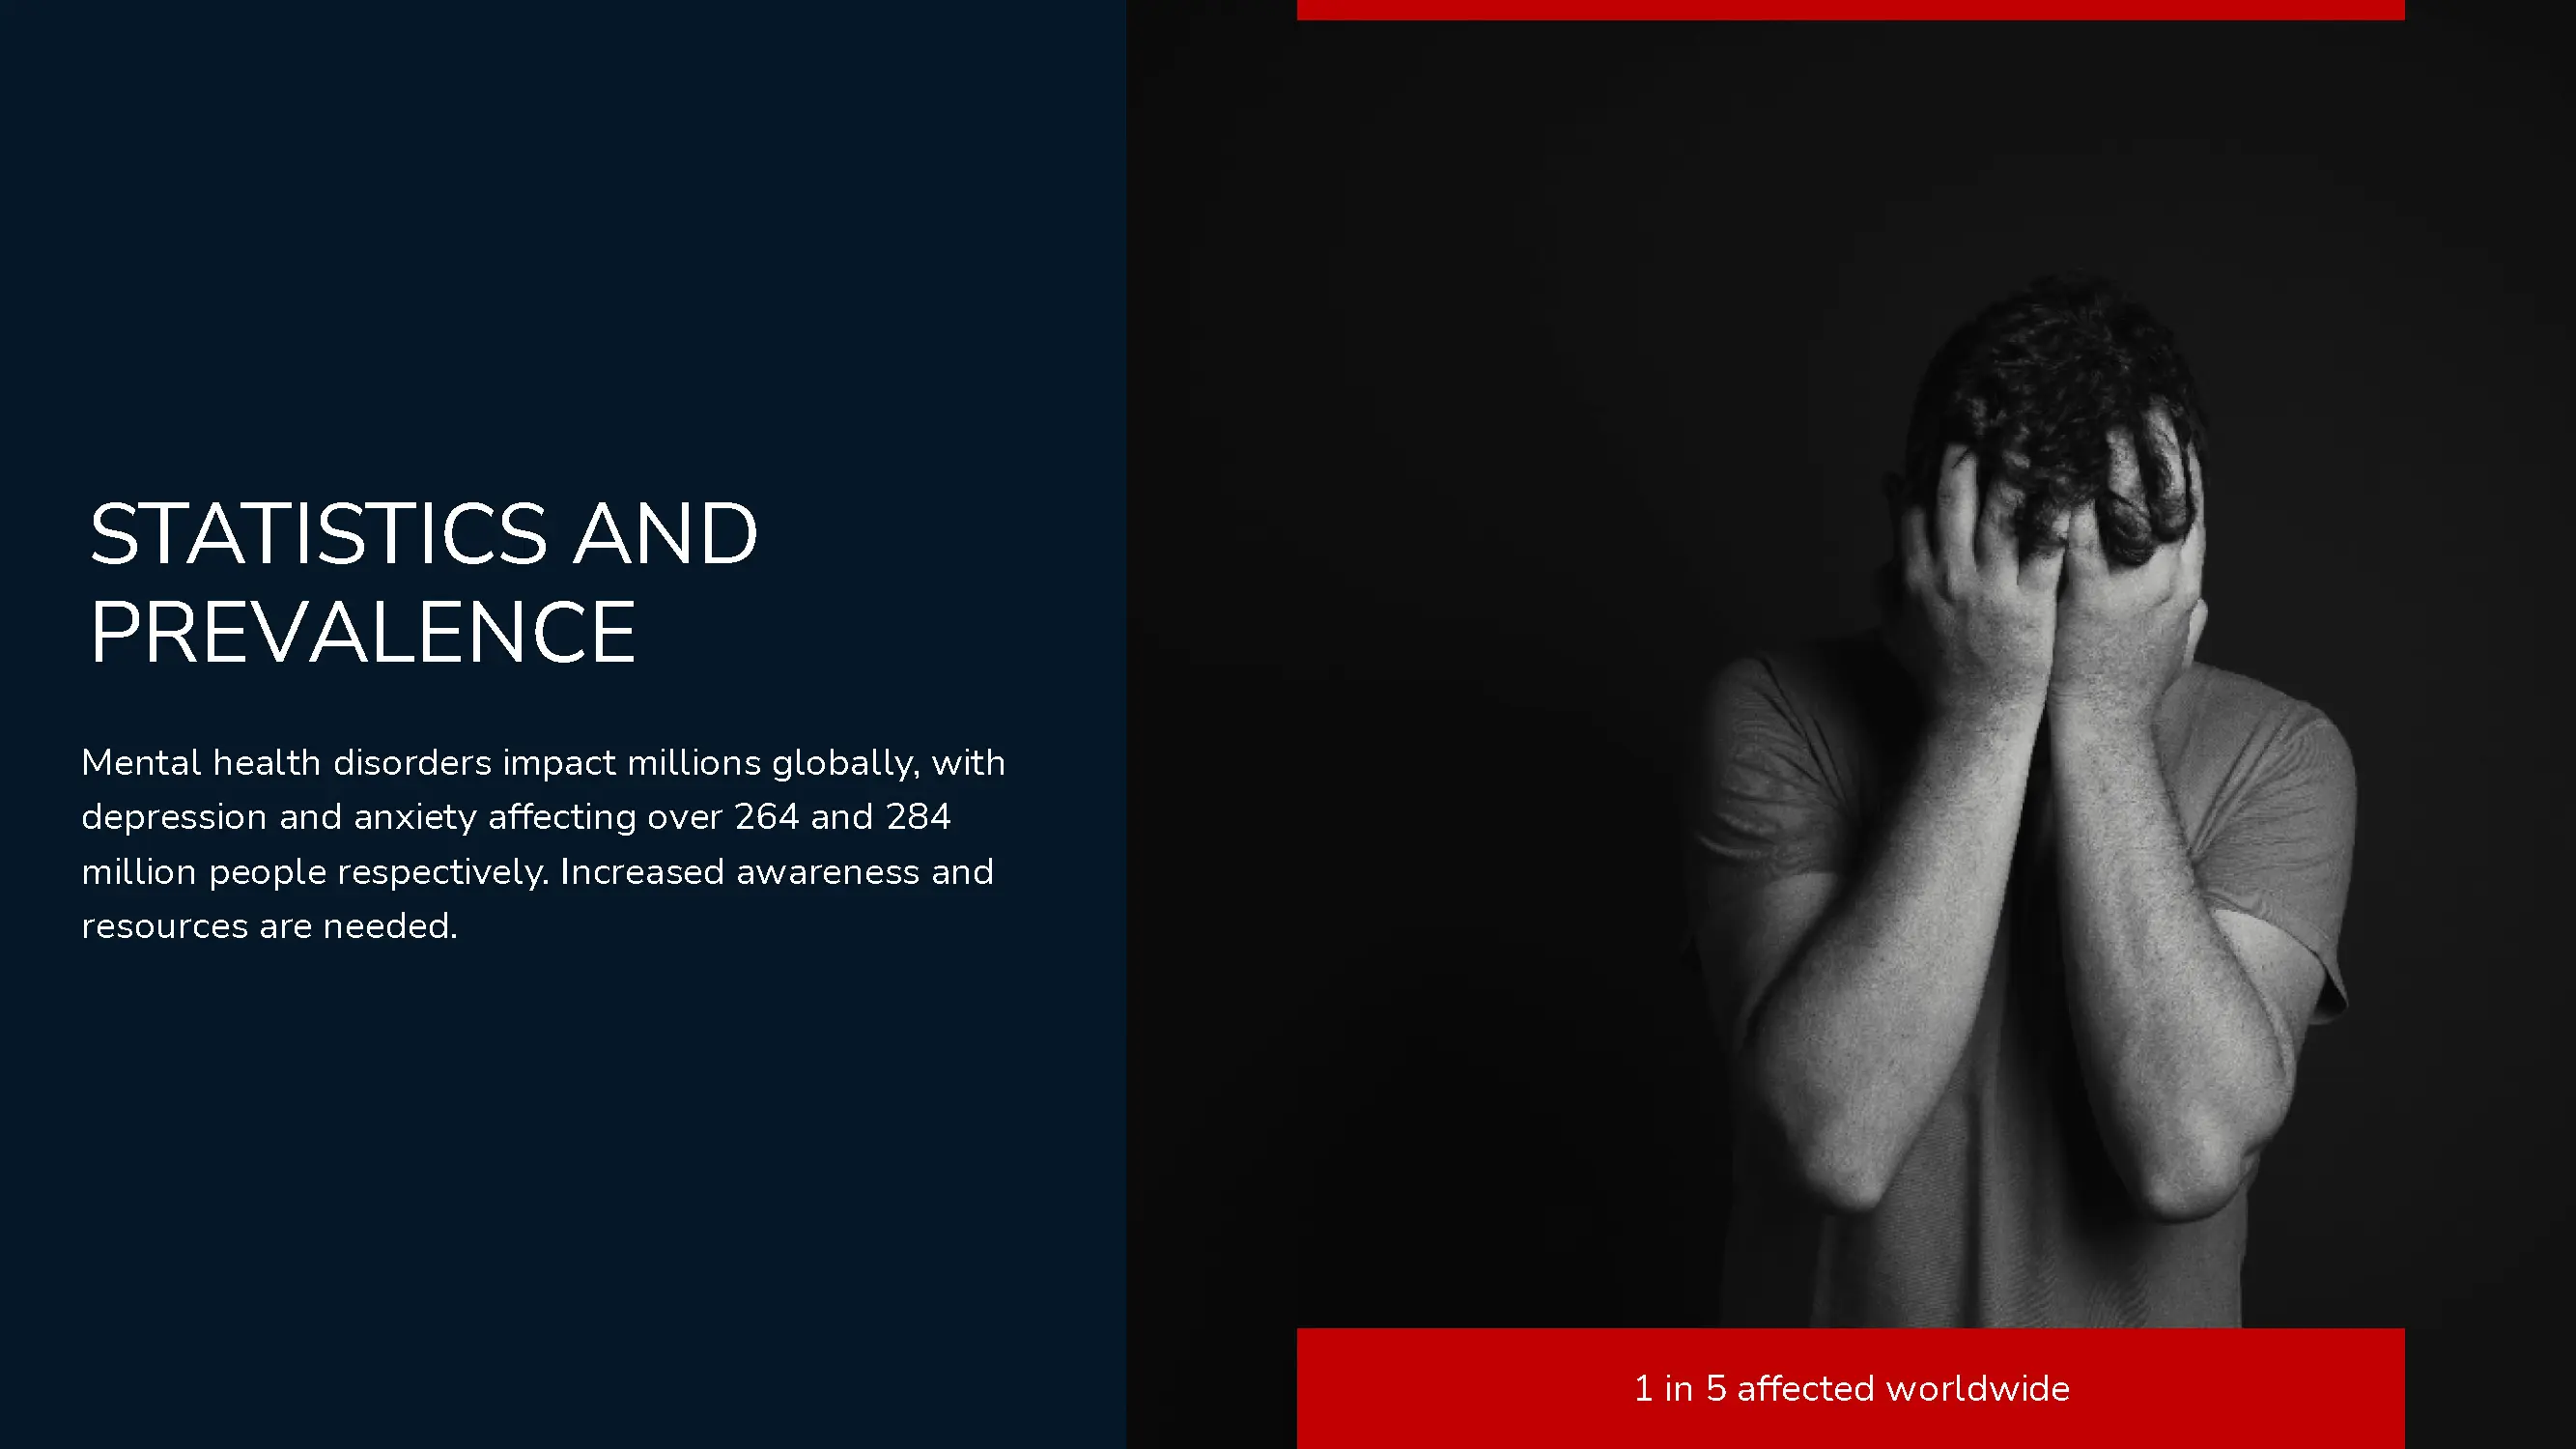 STATISTICS AND
PREVALENCE
Mental health disorders impact millions globally, with
depression and anxiety affecting over 264 and 284
million people respectively. Increased awareness and
resources are needed.
1 in 5 affected worldwide